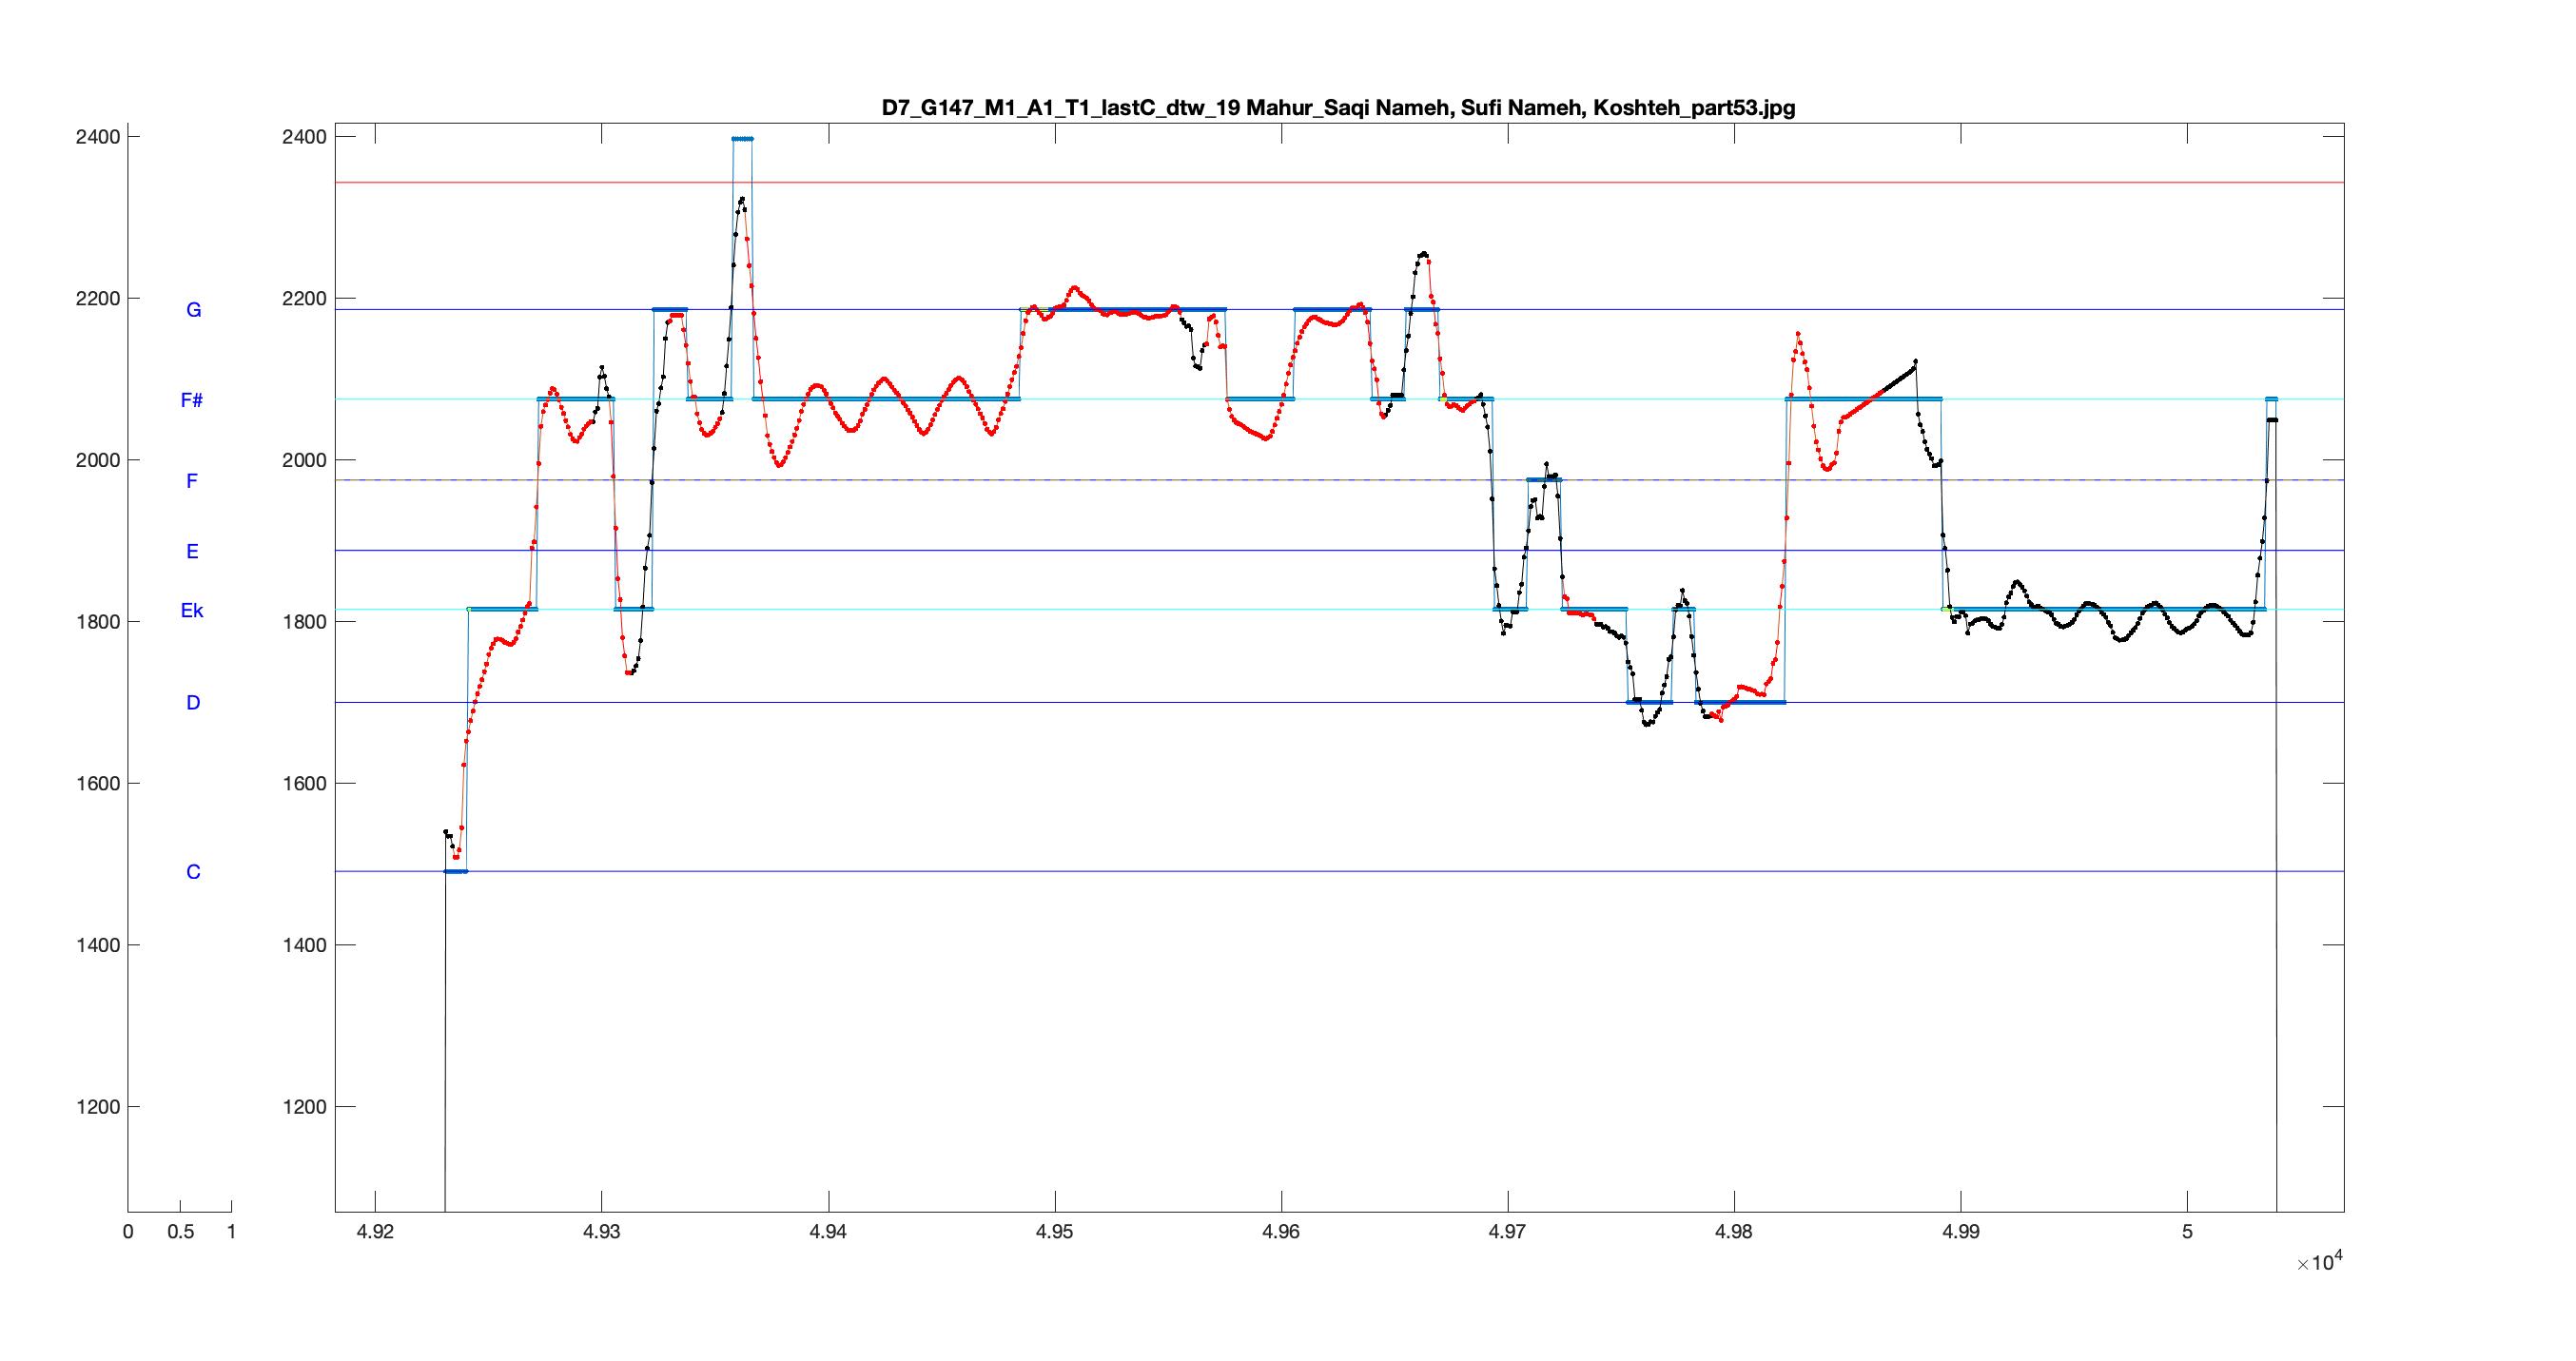 D7_G147_M1_A1_T1_lastC_dtw_19 Mahur_Saqi Nameh, Sufi Nameh, Koshteh_part53.jpg
2400 2400
2200 G 2200
F#
2000 2000
F
E
1800 Ek 1800
D
1600 1600
C
1400 1400
1200 1200
0 0.5 1 4.92 4.93 4.94 4.95 4.96 4.97 4.98 4.99 5
×10⁴